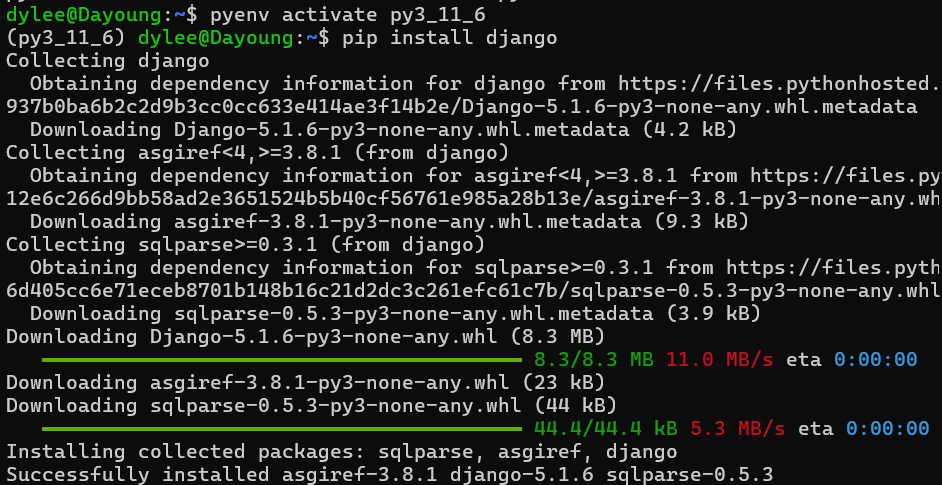 dylee@Dayoung:~$ pyenv activate py3_11_6
(py3_11_6) dylee@Dayoung:~$ pip install django
Collecting django
  Obtaining dependency information for django from https://files.pythonhosted.
937b0ba6b2c2d9b3cc0cc633e414ae3f14b2e/Django-5.1.6-py3-none-any.whl.metadata
  Downloading Django-5.1.6-py3-none-any.whl.metadata (4.2 kB)
Collecting asgiref<4,>=3.8.1 (from django)
  Obtaining dependency information for asgiref<4,>=3.8.1 from https://files.py
12e6c266d9bb58ad2e3651524b5b40cf56761e985a28b13e/asgiref-3.8.1-py3-none-any.wh
  Downloading asgiref-3.8.1-py3-none-any.whl.metadata (9.3 kB)
Collecting sqlparse>=0.3.1 (from django)
  Obtaining dependency information for sqlparse>=0.3.1 from https://files.pyth
6d405cc6e71eceb8701b148b16c21d2dc3c261efc61c7b/sqlparse-0.5.3-py3-none-any.whl
  Downloading sqlparse-0.5.3-py3-none-any.whl.metadata (3.9 kB)
Downloading Django-5.1.6-py3-none-any.whl (8.3 MB)
8.3/8.3 MB 11.0 MB/s eta 0:00:00
Downloading asgiref-3.8.1-py3-none-any.whl (23 kB)
Downloading sqlparse-0.5.3-py3-none-any.whl (44 kB)
44.4/44.4 kB 5.3 MB/s eta 0:00:00
Installing collected packages: sqlparse, asgiref, django
Successfully installed asgiref-3.8.1 django-5.1.6 sqlparse-0.5.3